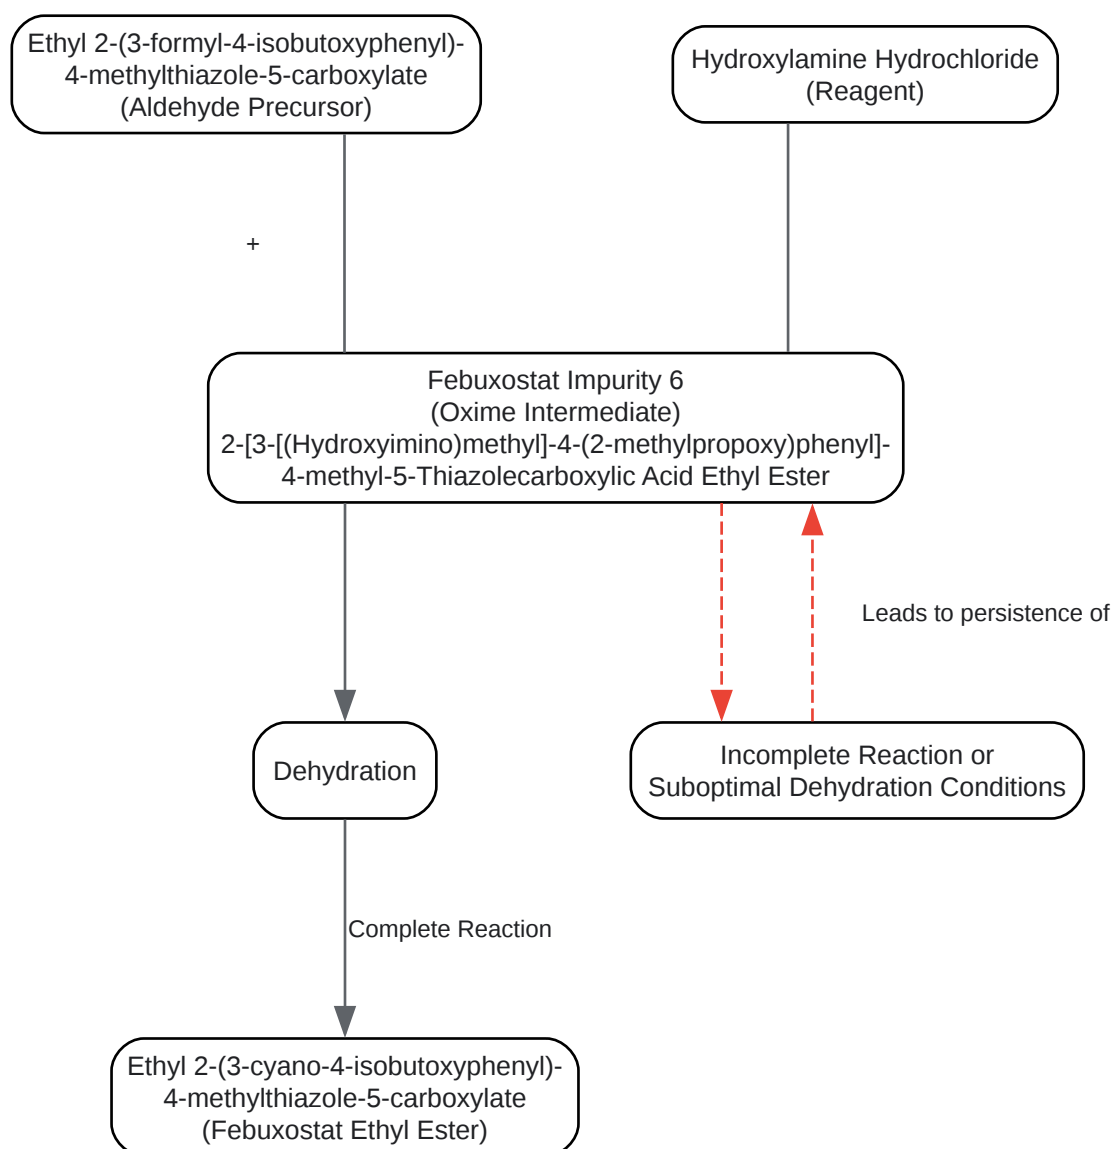 Ethyl 2-(3-formyl-4-isobutoxyphenyl)-
4-methylthiazole-5-carboxylate
(Aldehyde Precursor)
Hydroxylamine Hydrochloride
(Reagent)
+
Febuxostat Impurity 6
(Oxime Intermediate)
2-[3-[(Hydroxyimino)methyl]-4-(2-methylpropoxy)phenyl]-
4-methyl-5-Thiazolecarboxylic Acid Ethyl Ester
Leads to persistence of
Dehydration
Incomplete Reaction or
Suboptimal Dehydration Conditions
Complete Reaction
Ethyl 2-(3-cyano-4-isobutoxyphenyl)-
4-methylthiazole-5-carboxylate
(Febuxostat Ethyl Ester)